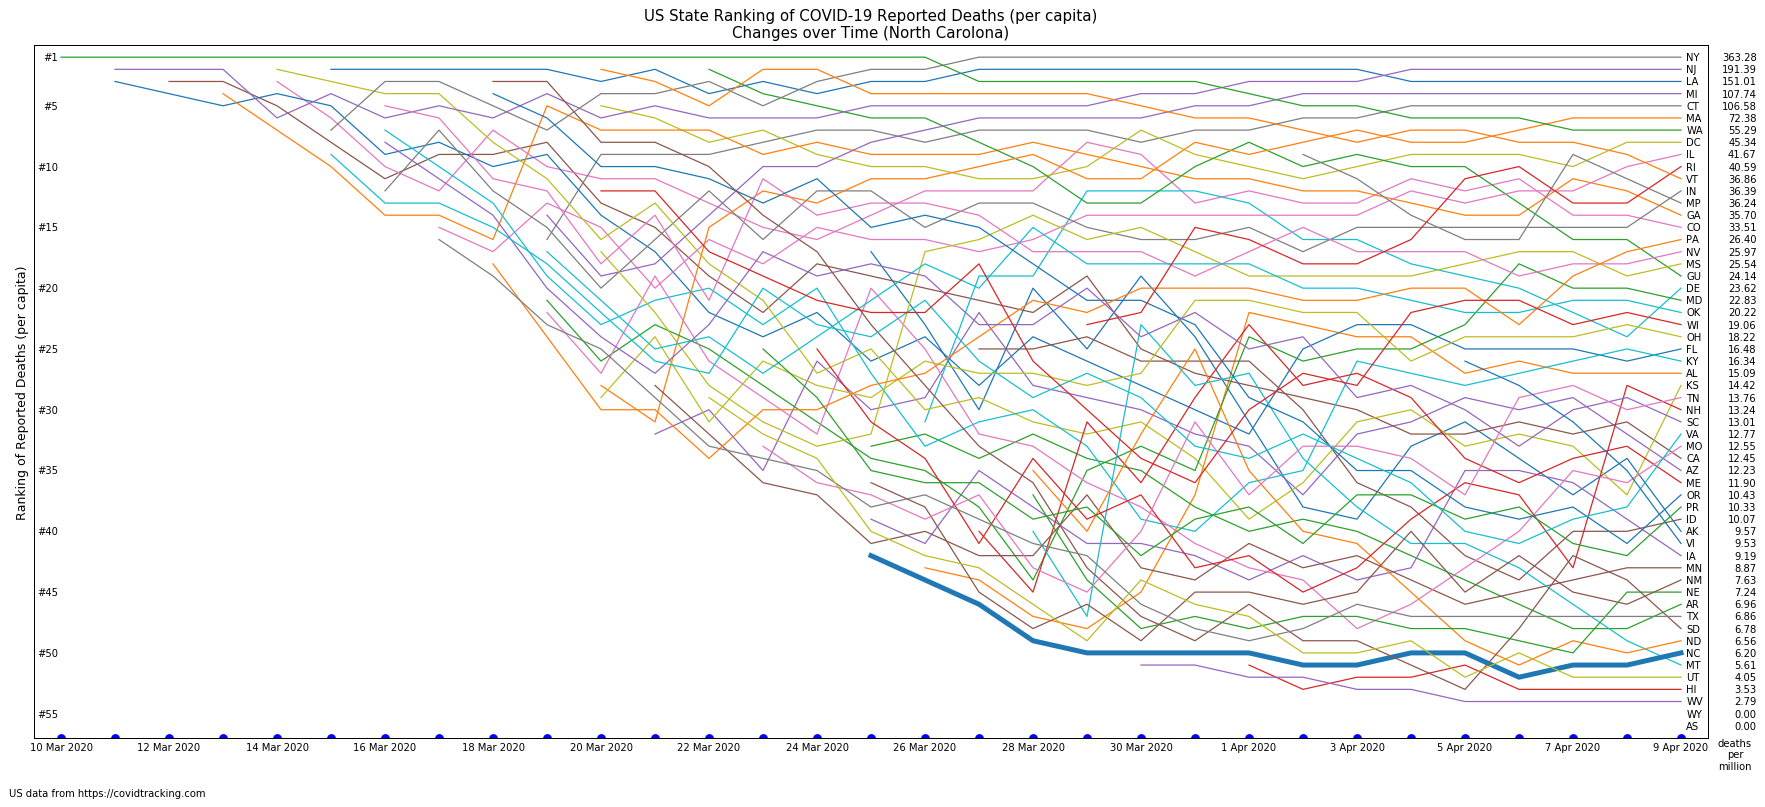 US State Ranking of COVID-19 Reported Deaths (per capita)
Changes over Time (North Carolona)
Ranking of Reported Deaths (per capita)
#1
#5
#10
#15
#20
#25
#30
#35
#40
#45
#50
#55
NY 363.28
NJ 191.39
LA 151.01
MI 107.74
CT 106.58
MA 72.38
WA 55.29
DC 45.34
IL 41.67
RI 40.59
VT 36.86
IN 36.39
MP 36.24
GA 35.70
CO 33.51
PA 26.40
NV 25.97
MS 25.54
GU 24.14
DE 23.62
MD 22.83
OK 20.22
WI 19.06
OH 18.22
FL 16.48
KY 16.34
AL 15.09
KS 14.42
TN 13.76
NH 13.24
SC 13.01
VA 12.77
MO 12.55
CA 12.45
AZ 12.23
ME 11.90
OR 10.43
PR 10.33
ID 10.07
AK 9.57
VI 9.53
IA 9.19
MN 8.87
NM 7.63
NE 7.24
AR 6.96
TX 6.86
SD 6.78
ND 6.56
NC 6.20
MT 5.61
UT 4.05
HI 3.53
WV 2.79
WY 0.00
AS 0.00
10 Mar 2020 12 Mar 2020 14 Mar 2020 16 Mar 2020 18 Mar 2020 20 Mar 2020 22 Mar 2020 24 Mar 2020 26 Mar 2020 28 Mar 2020 30 Mar 2020 1 Apr 2020 3 Apr 2020 5 Apr 2020 7 Apr 2020 9 Apr 2020
deaths
per
million
US data from https://covidtracking.com